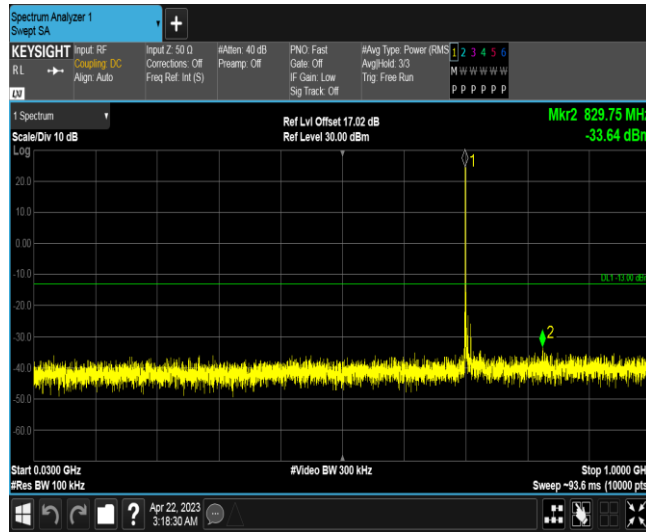 Spectrum Analyzer 1
Swept SA
KEYSIGHT
RL
LXI
Input: RF
Coupling: DC
Align: Auto
Input Z: 50 Ω
Corrections: Off
Freq Ref: Int (S)
#Atten: 40 dB
Preamp: Off
PNO: Fast
Gate: Off
IF Gain: Low
Sig Track: Off
#Avg Type: Power (RMS
Avg|Hold: 3/3
Trig: Free Run
1 2 3 4 5 6
M W W W W W
P P P P P P
1 Spectrum
Scale/Div 10 dB
Log
Ref Lvl Offset 17.02 dB
Ref Level 30.00 dBm
Mkr2 829.75 MHz
-33.64 dBm
1
20.0
10.0
0.00
DL1 -13.00 dBm
-10.0
-20.0
2
-30.0
-40.0
-50.0
-60.0
Start 0.0300 GHz
#Res BW 100 kHz
#Video BW 300 kHz
Stop 1.0000 GHz
Sweep ~93.6 ms (10000 pts
?
Apr 22, 2023
3:18:30 AM